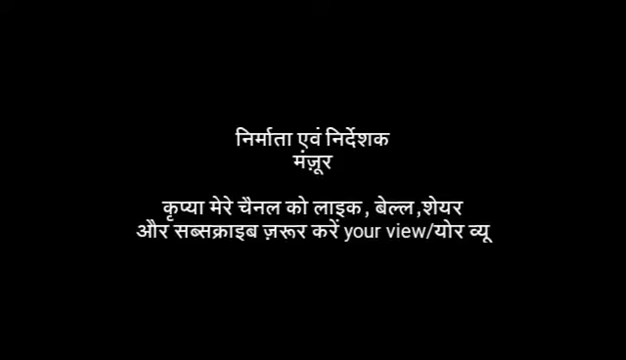 निर्माता एवं निर्देशक
मंज़ूर
कृप्या मेरे चैनल को लाइक, बेल्ल,शेयर
और सब्सक्राइब ज़रूर करें your view/योर व्यू